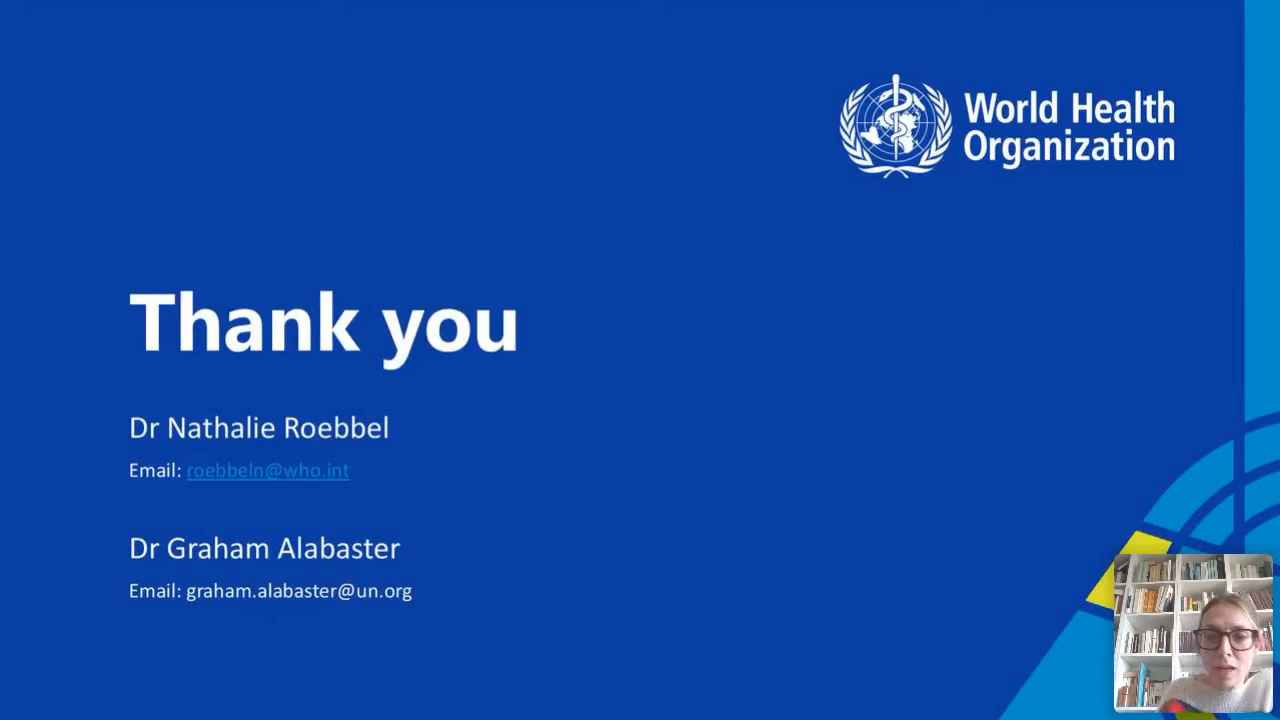 World Health
Organization
Thank you
Dr Nathalie Roebbel
Email: roebbeln@who.int
Dr Graham Alabaster
Email: graham.alabaster@un.org